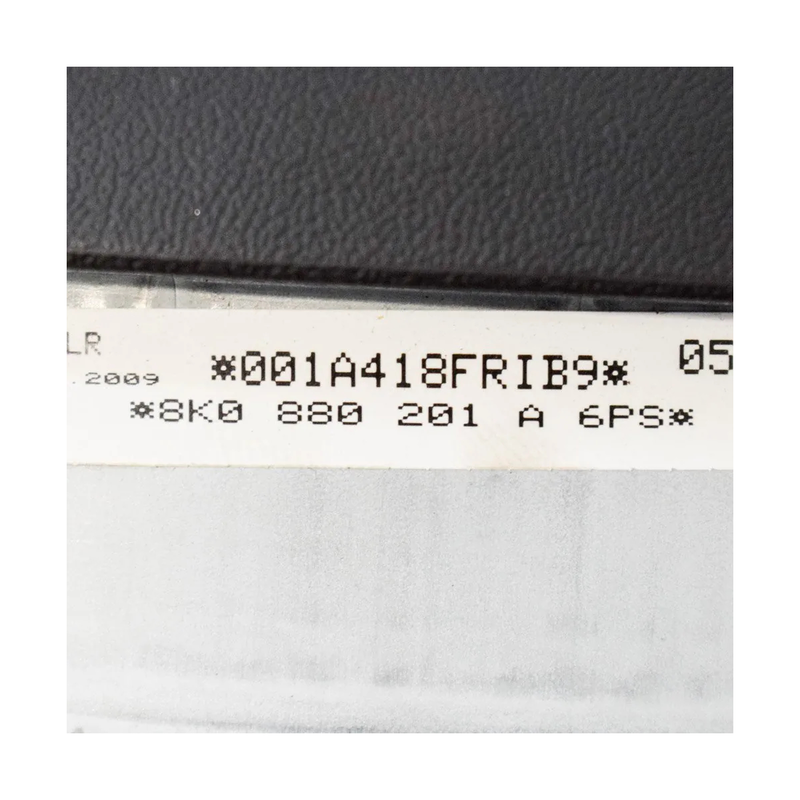 LR *001A418FRIB9* 05
.2009
*8K0 880 201 A 6PS*